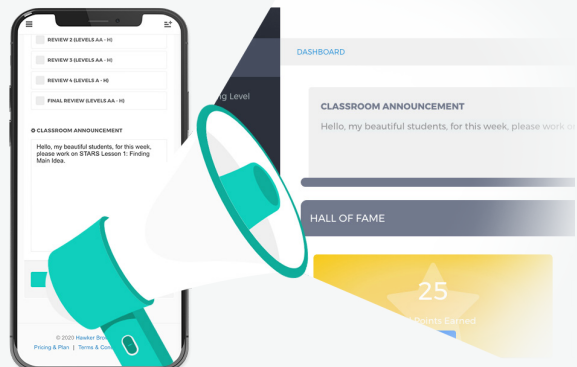 REVIEW 2 (LEVELS AA - H)
REVIEW 3 (LEVELS AA - H)
REVIEW 4 (LEVELS A - H)
FINAL REVIEW (LEVELS AA - H)
CLASSROOM ANNOUNCEMENT
Hello, my beautiful students, for this week,
please work on STARS Lesson 1: Finding
Main Idea.
© 2020 Hawker
Pricing & Plan | Terms &
Level
DASHBOARD
CLASSROOM ANNOUNCEMENT
Hello, my beautiful students, for this week, please work on
HALL OF FAME
25
Points Earned